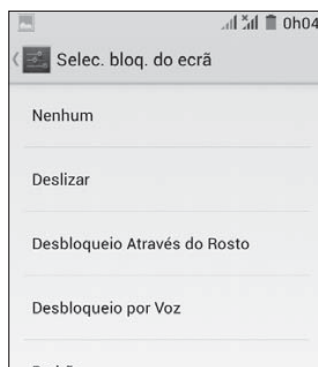 0h04
Selec. bloq. do ecrã
Nenhum
Deslizar
Desbloqueio Através do Rosto
Desbloqueio por Voz